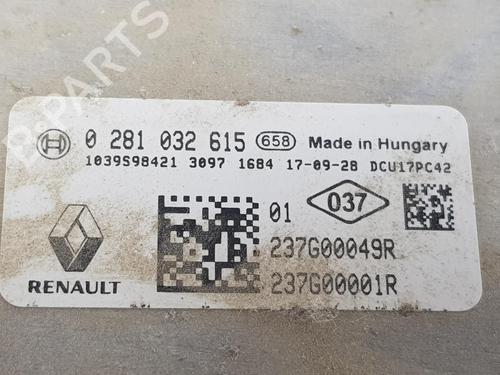 0 281 032 615 658 Made in Hungary
1039S98421 3097 1684 17-09-28 DCU17PC42
01 037
237G00049R
RENAULT 237G00001R
B-PARTS